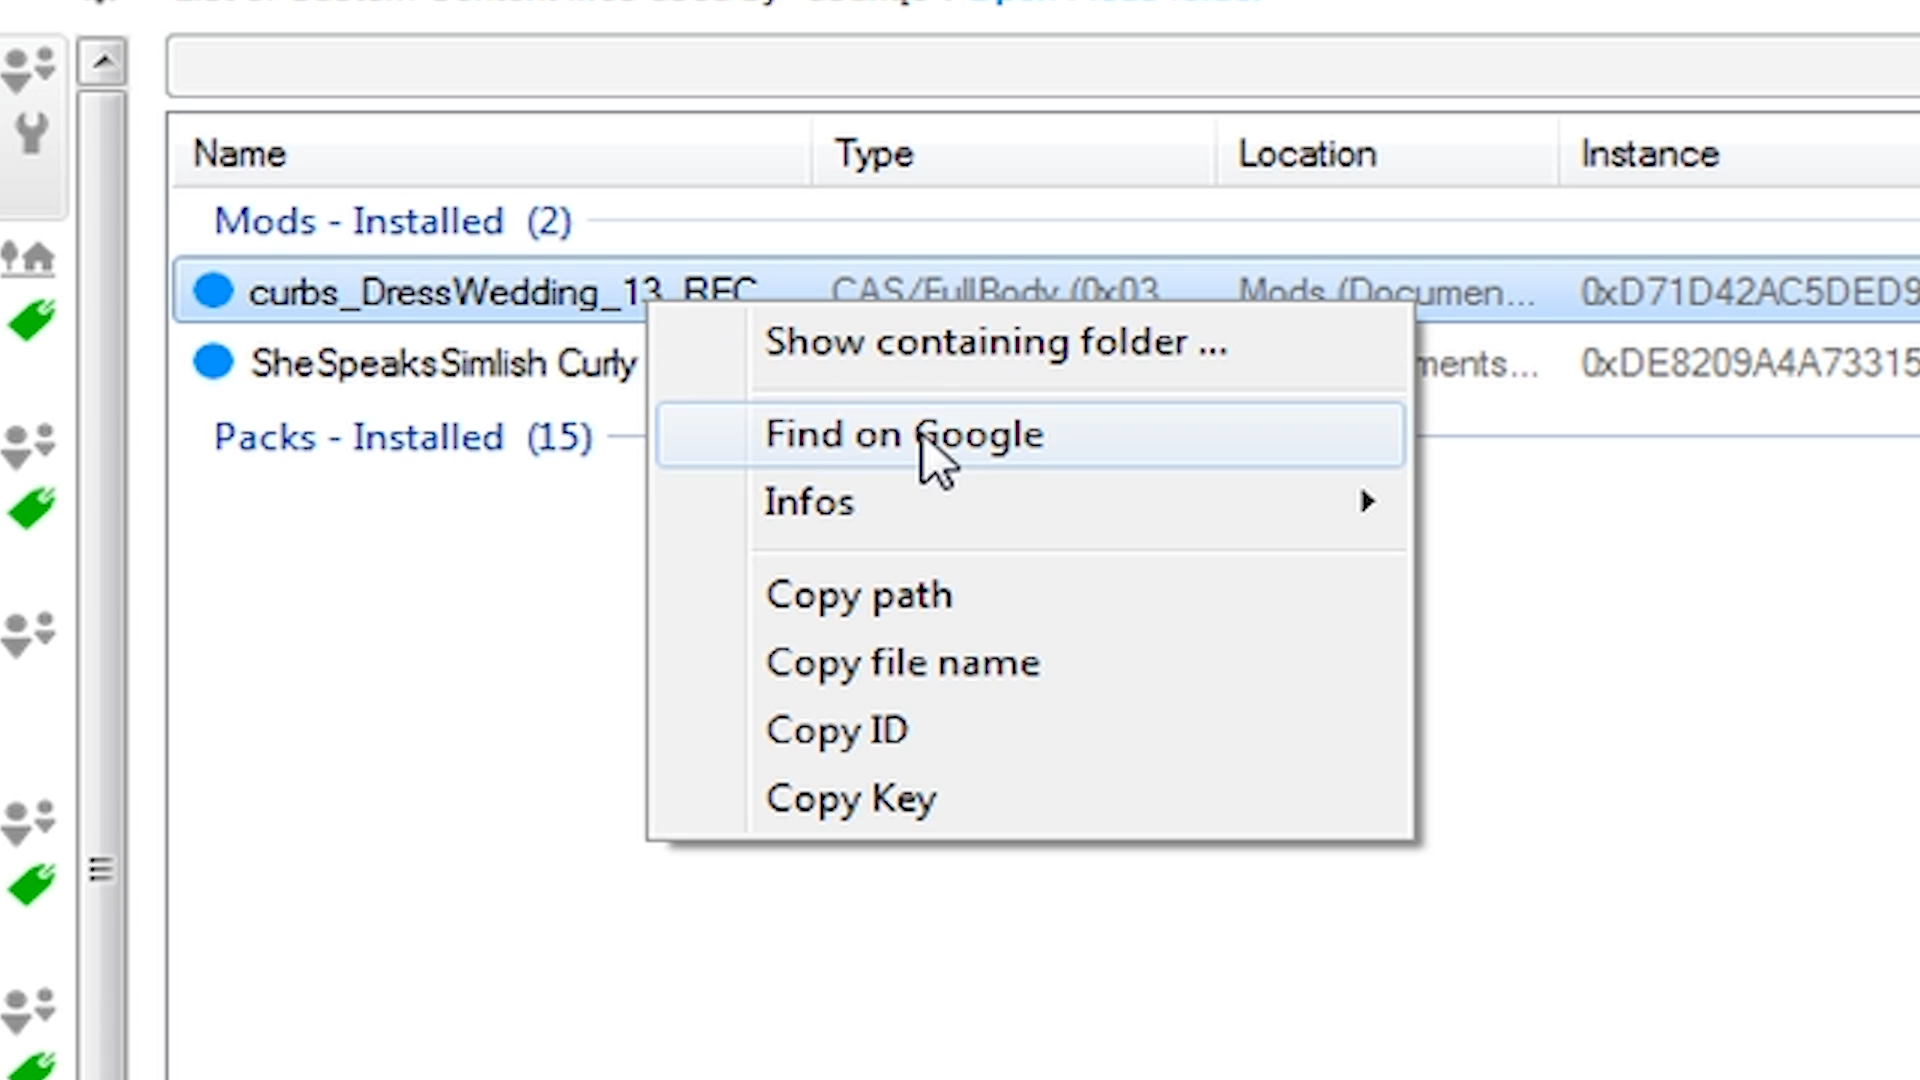 Name Type Location Instance
Mods - Installed (2)
curbs_DressWedding_13_REC CAS/FullBody (0x03 Mods (Documen... 0xD71D42AC5DED9
Show containing folder ...
SheSpeaksSimlish Curly ments... 0xDE8209A4A73315
Find on Google
Packs - Installed (15)
Infos
Copy path
Copy file name
Copy ID
Copy Key